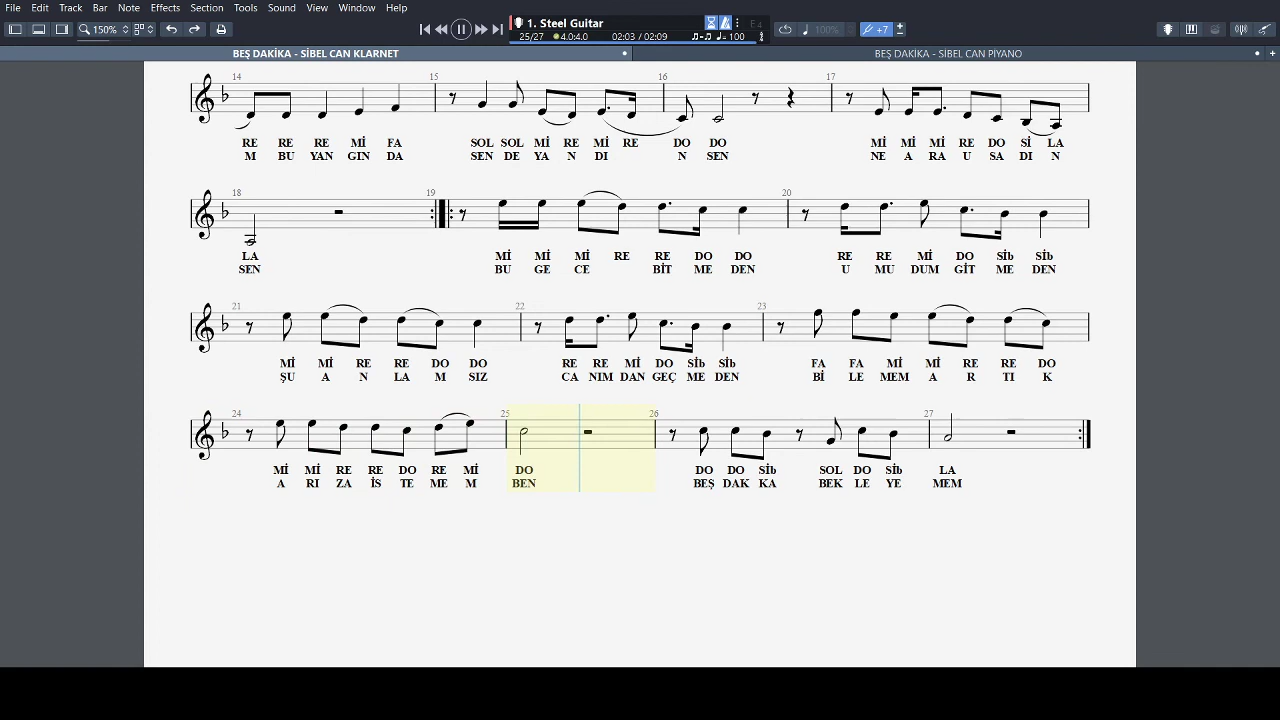 File Edit Track Bar Note Effects Section Tools Sound View Window Help
150% 1. Steel Guitar E4
25/27 4.0:4.0 02:03 / 02:09 = 100 100% +7
BEŞ DAKİKA - SİBEL CAN KLARNET BEŞ DAKİKA - SİBEL CAN PİYANO
14 15 16 17
RE RE RE Mİ FA SOL SOL Mİ RE Mİ RE DO DO Mİ Mİ Mİ RE DO Sİ LA
M BU YAN GIN DA SEN DE YA N DI N SEN NE A MA RA U SA DI N
18 19 20
LA Mİ Mİ Mİ RE RE DO DO RE RE Mİ DO Sİb Sİb
SEN BU GE CE BİT ME DEN U MU DUM GİT ME DEN
21 22 23
Mİ Mİ RE RE DO DO RE RE Mİ DO Sİb Sİb FA FA Mİ Mİ RE RE DO
ŞU A N LA M SIZ CA NIM DAN GEÇ ME DEN Bİ LE MEM A R TI K
24 25 26 27
Mİ Mİ RE RE DO RE Mİ DO DO DO Sİb SOL DO Sİb LA
A RI ZA İS TE ME M BEN BEŞ DAK KA BEK LE YE MEM